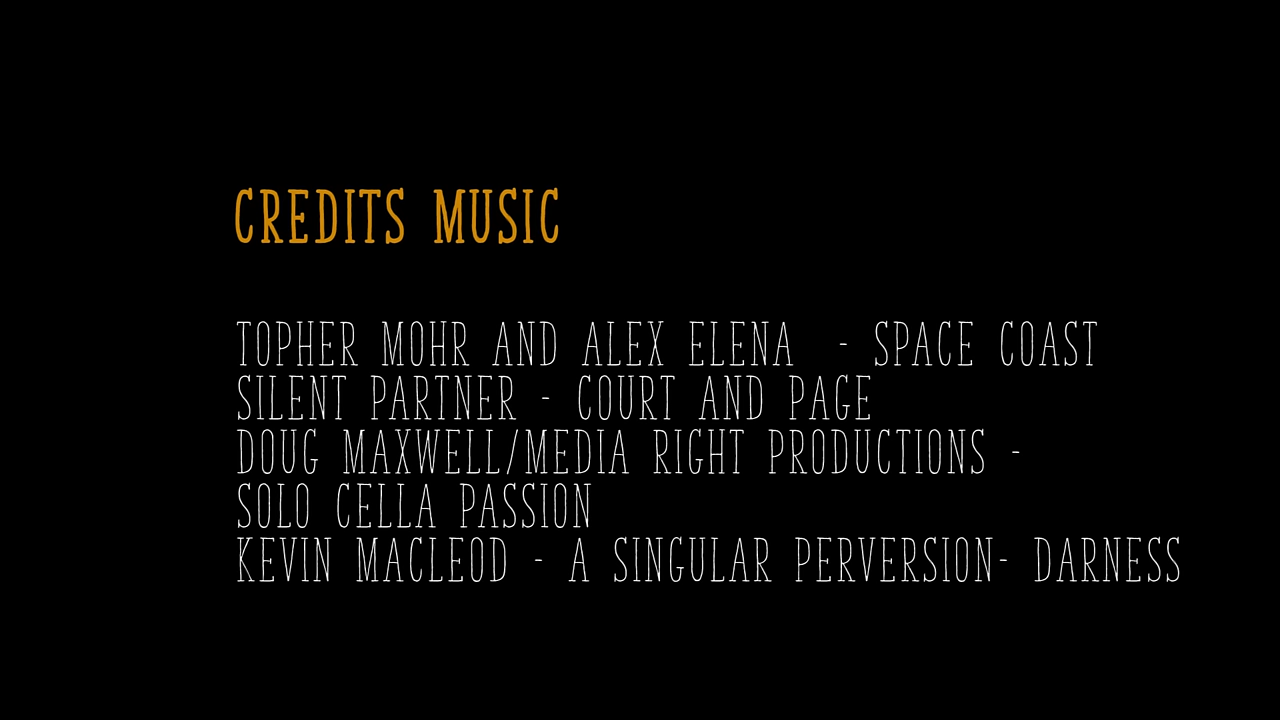 CREDITS MUSIC
TOPHER MOHR AND ALEX ELENA - SPACE COAST
SILENT PARTNER - COURT AND PAGE
DOUG MAXWELL/MEDIA RIGHT PRODUCTIONS -
SOLO CELLA PASSION
KEVIN MACLEOD - A SINGULAR PERVERSION- DARNESS